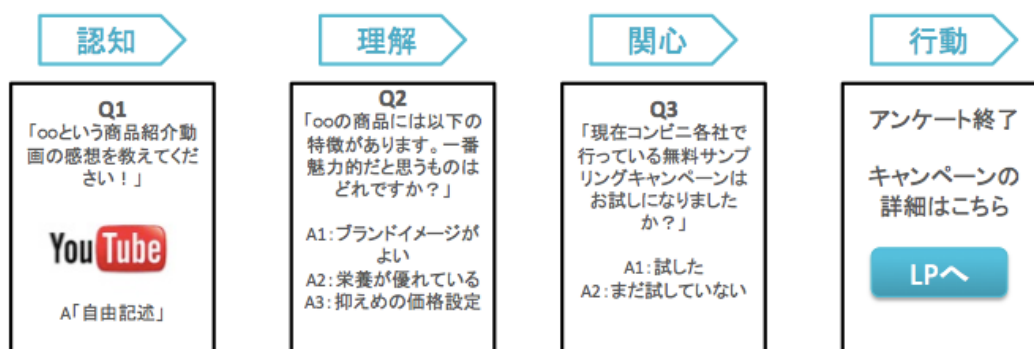 認知
理解
関心
行動
Q1
「ooという商品紹介動
画の感想を教えてくだ
さい！」
YouTube
A「自由記述」
Q2
「ooの商品には以下の
特徴があります。一番
魅力的だと思うものは
どれですか？」
A1:ブランドイメージが
よい
A2:栄養が優れている
A3:抑えめの価格設定
Q3
「現在コンビニ各社で
行っている無料サンプ
リングキャンペーンは
お試しになりました
か？」
A1:試した
A2:まだ試していない
アンケート終了
キャンペーンの
詳細はこちら
LPへ